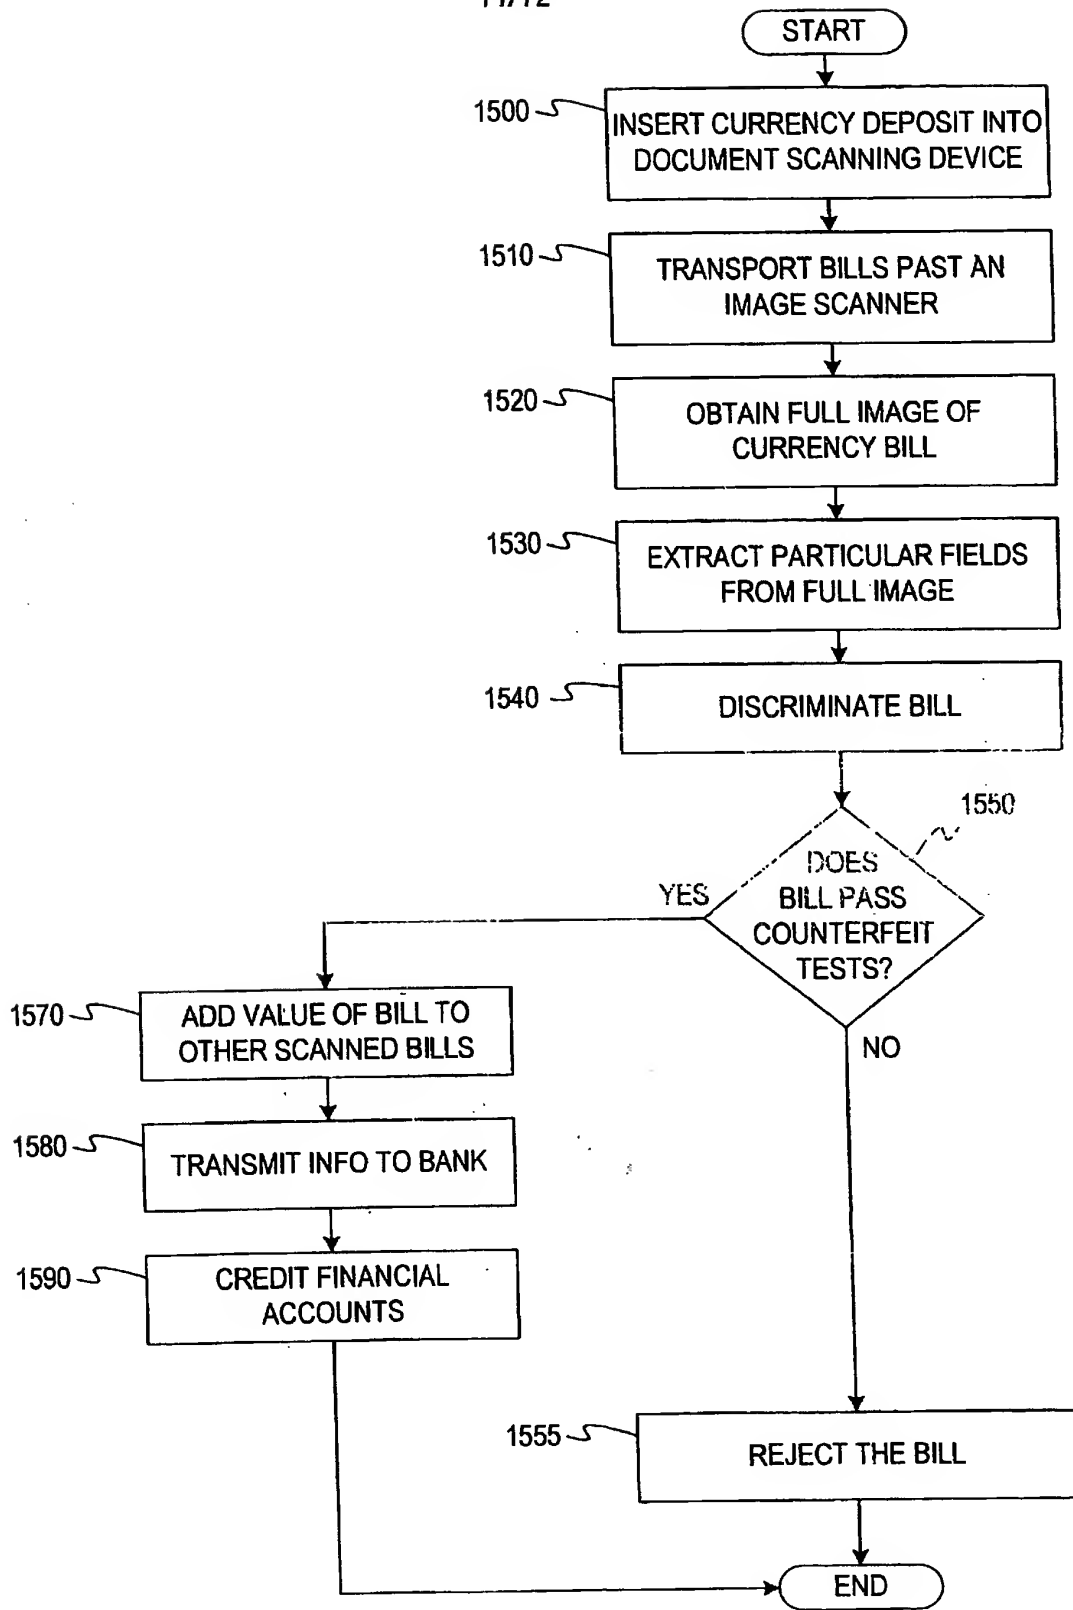 START
1500
INSERT CURRENCY DEPOSIT INTO
DOCUMENT SCANNING DEVICE
1510
TRANSPORT BILLS PAST AN
IMAGE SCANNER
1520
OBTAIN FULL IMAGE OF
CURRENCY BILL
1530
EXTRACT PARTICULAR FIELDS
FROM FULL IMAGE
1540
DISCRIMINATE BILL
1550
DOES
BILL PASS
COUNTERFEIT
TESTS?
YES
NO
1570
ADD VALUE OF BILL TO
OTHER SCANNED BILLS
1580
TRANSMIT INFO TO BANK
1590
CREDIT FINANCIAL
ACCOUNTS
1555
REJECT THE BILL
END